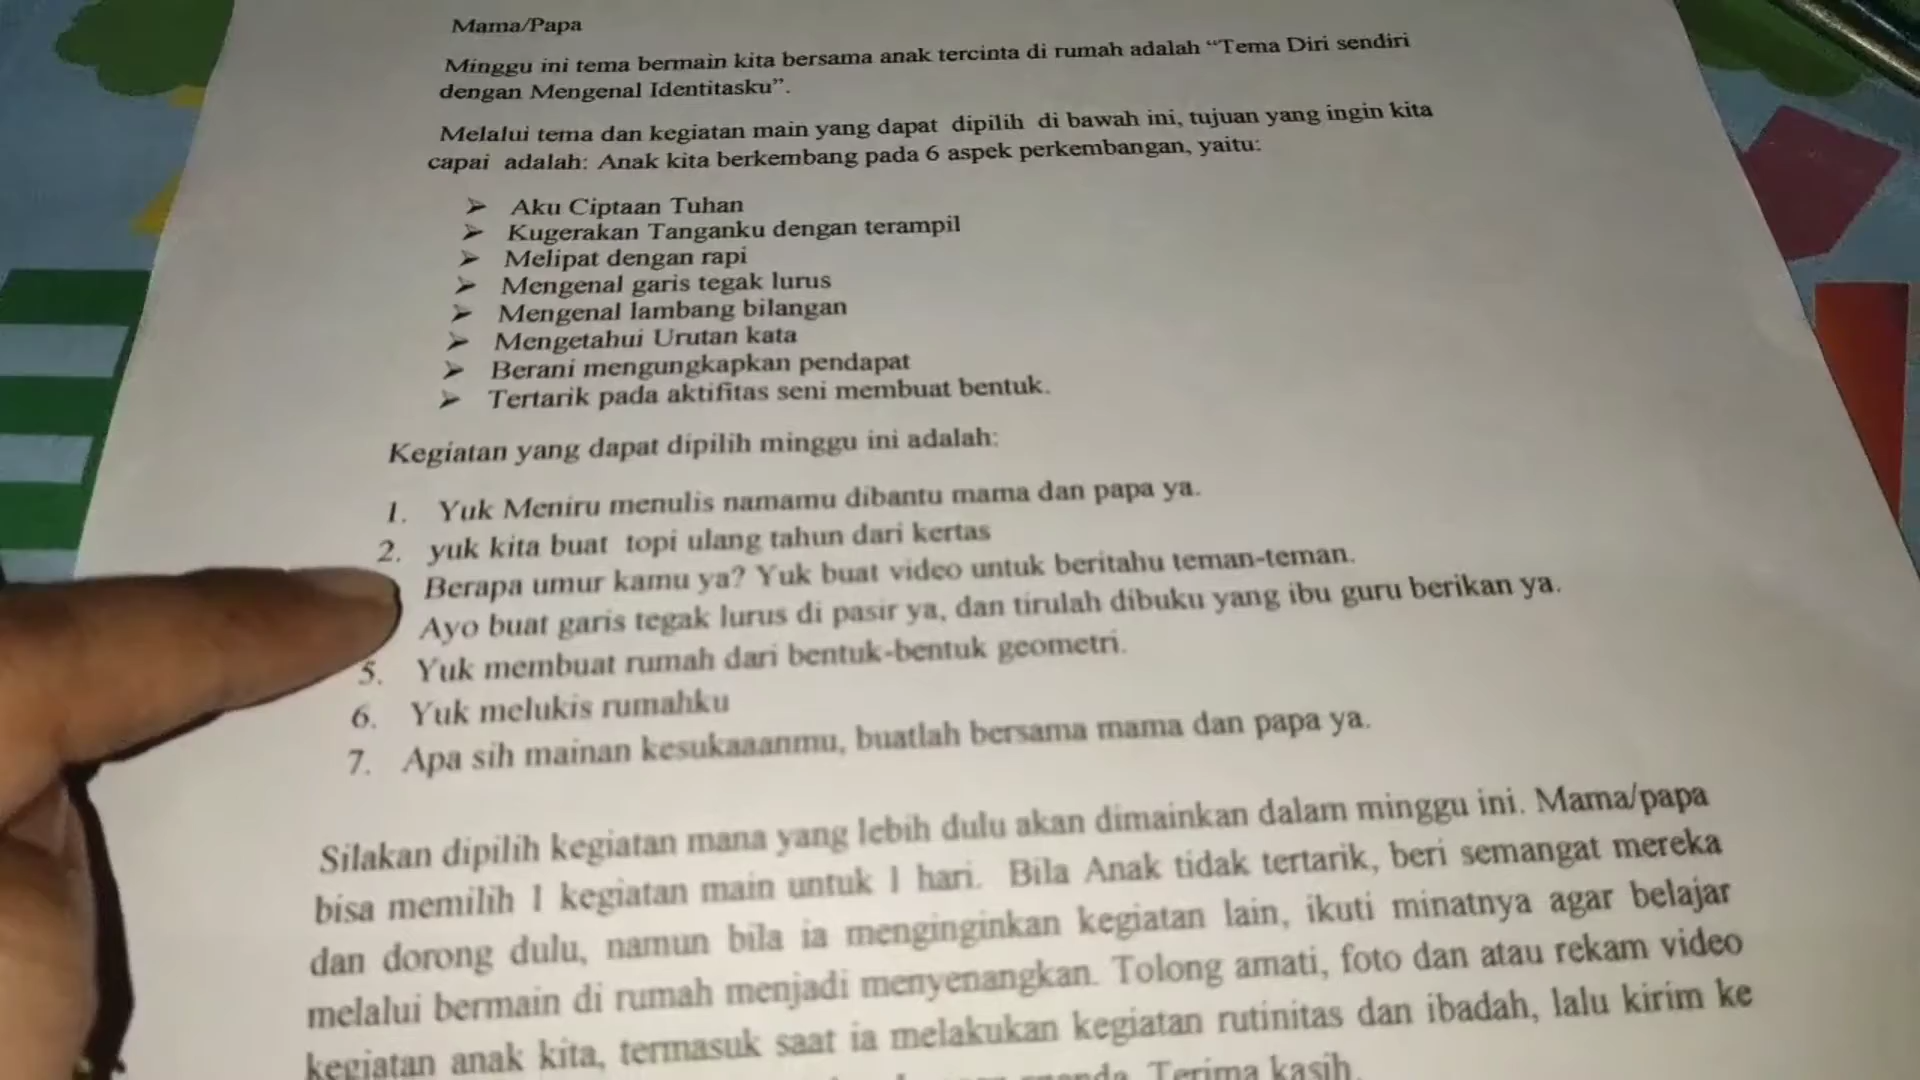 Mama/Papa
Minggu ini tema bermain kita bersama anak tercinta di rumah adalah “Tema Diri sendiri
dengan Mengenal Identitasku”.
Melalui tema dan kegiatan main yang dapat dipilih di bawah ini, tujuan yang ingin kita
capai adalah: Anak kita berkembang pada 6 aspek perkembangan, yaitu:
➢ Aku Ciptaan Tuhan
➢ Kugerakan Tanganku dengan terampil
➢ Melipat dengan rapi
➢ Mengenal garis tegak lurus
➢ Mengenal lambang bilangan
➢ Mengetahui Urutan kata
➢ Berani mengungkapkan pendapat
➢ Tertarik pada aktifitas seni membuat bentuk.
Kegiatan yang dapat dipilih minggu ini adalah:
1. Yuk Meniru menulis namamu dibantu mama dan papa ya.
2. yuk kita buat topi ulang tahun dari kertas
Berapa umur kamu ya? Yuk buat video untuk beritahu teman-teman.
Ayo buat garis tegak lurus di pasir ya, dan tirulah dibuku yang ibu guru berikan ya.
5. Yuk membuat rumah dari bentuk-bentuk geometri.
6. Yuk melukis rumahku
7. Apa sih mainan kesukaaanmu, buatlah bersama mama dan papa ya.
Silakan dipilih kegiatan mana yang lebih dulu akan dimainkan dalam minggu ini. Mama/papa
bisa memilih 1 kegiatan main untuk 1 hari. Bila Anak tidak tertarik, beri semangat mereka
dan dorong dulu, namun bila ia menginginkan kegiatan lain, ikuti minatnya agar belajar
melalui bermain di rumah menjadi menyenangkan. Tolong amati, foto dan atau rekam video
kegiatan anak kita, termasuk saat ia melakukan kegiatan rutinitas dan ibadah, lalu kirim ke
Terima kasih.